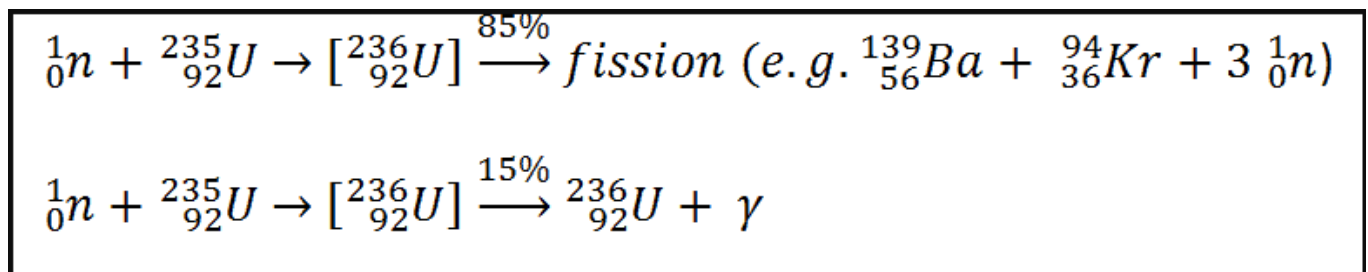 ¹₀n + ²³⁵₉₂U → [²³⁶₉₂U] —85%→ fission (e.g. ¹³⁹₅₆Ba + ⁹⁴₃₆Kr + 3 ¹₀n)
¹₀n + ²³⁵₉₂U → [²³⁶₉₂U] —15%→ ²³⁶₉₂U + γ